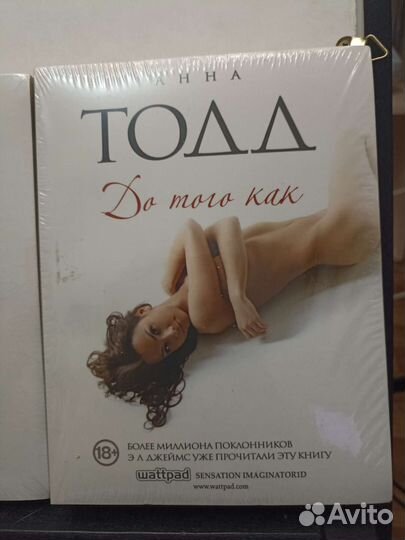 АННА
ТОДД
До того как
18+
БОЛЕЕ МИЛЛИОНА ПОКЛОННИКОВ
Э Л ДЖЕЙМС УЖЕ ПРОЧИТАЛИ ЭТУ КНИГУ
wattpad SENSATION IMAGINATOR1D
www.wattpad.com
Avito